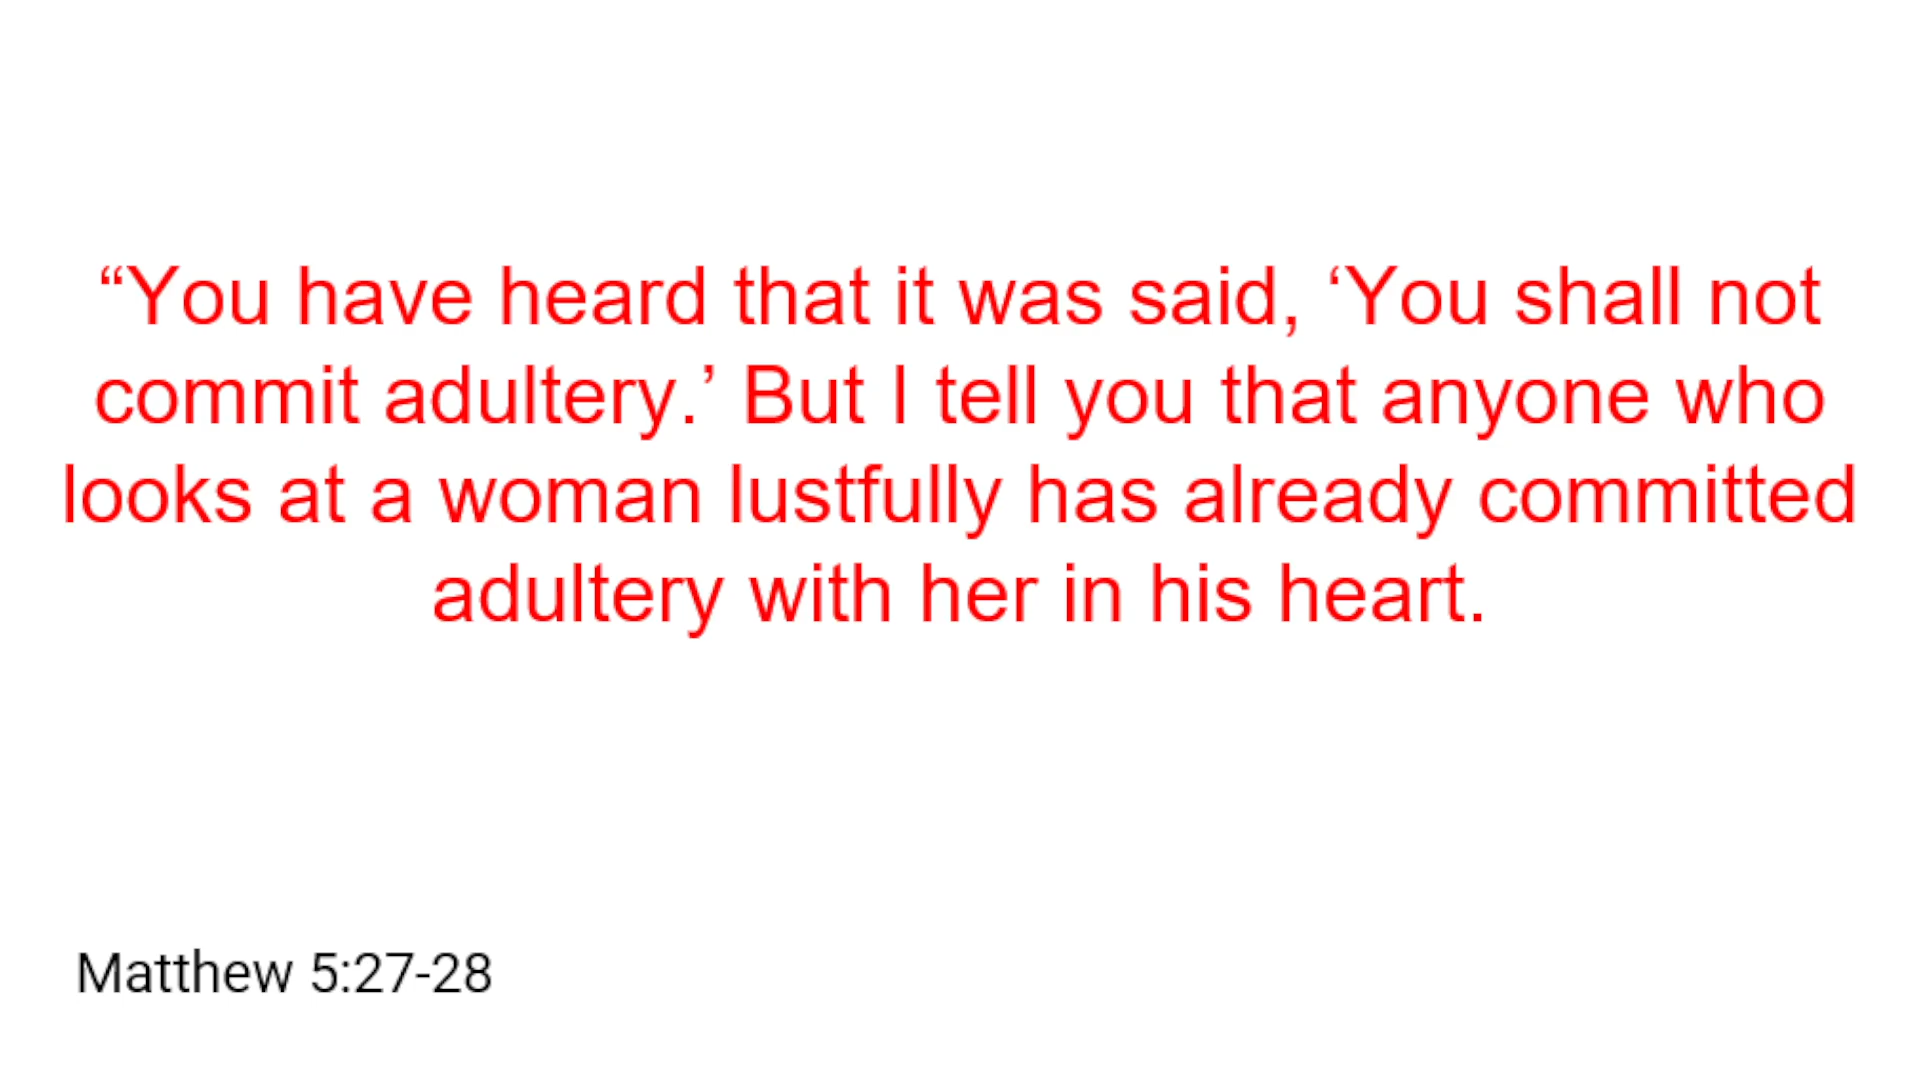 “You have heard that it was said, ‘You shall not
commit adultery.’ But I tell you that anyone who
looks at a woman lustfully has already committed
adultery with her in his heart.
Matthew 5:27-28